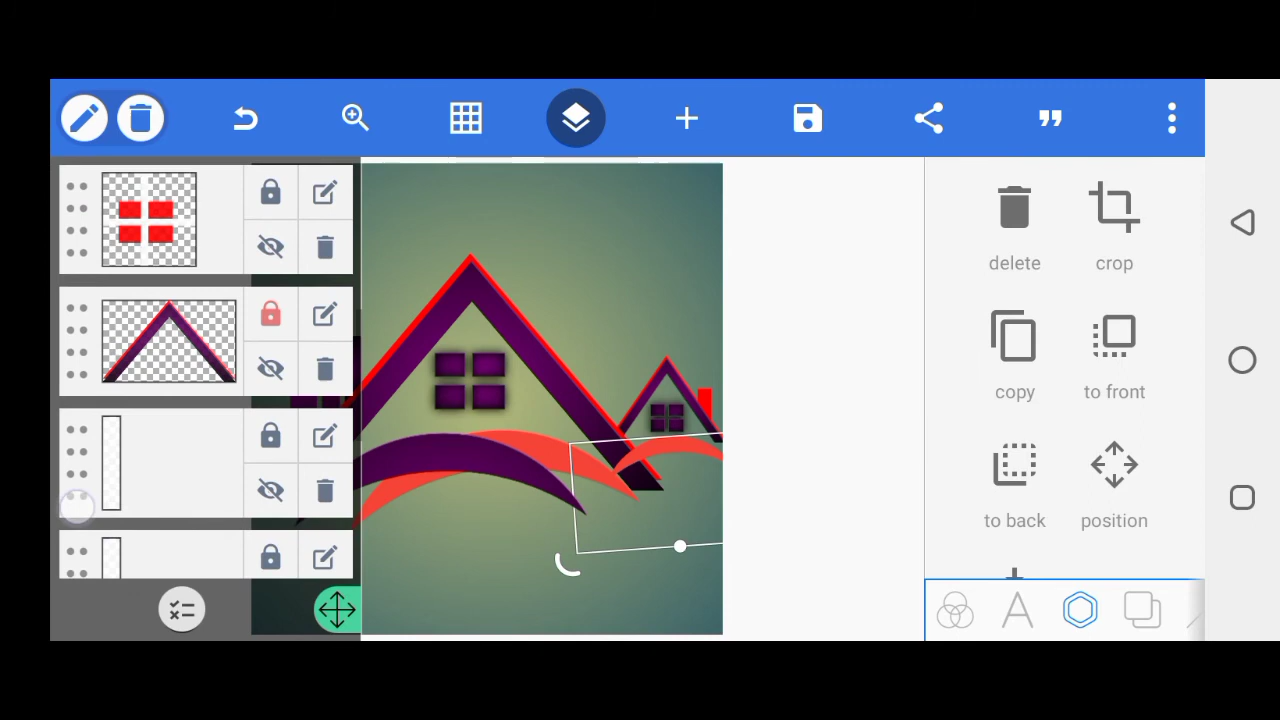 delete
crop
copy
to front
to back
position